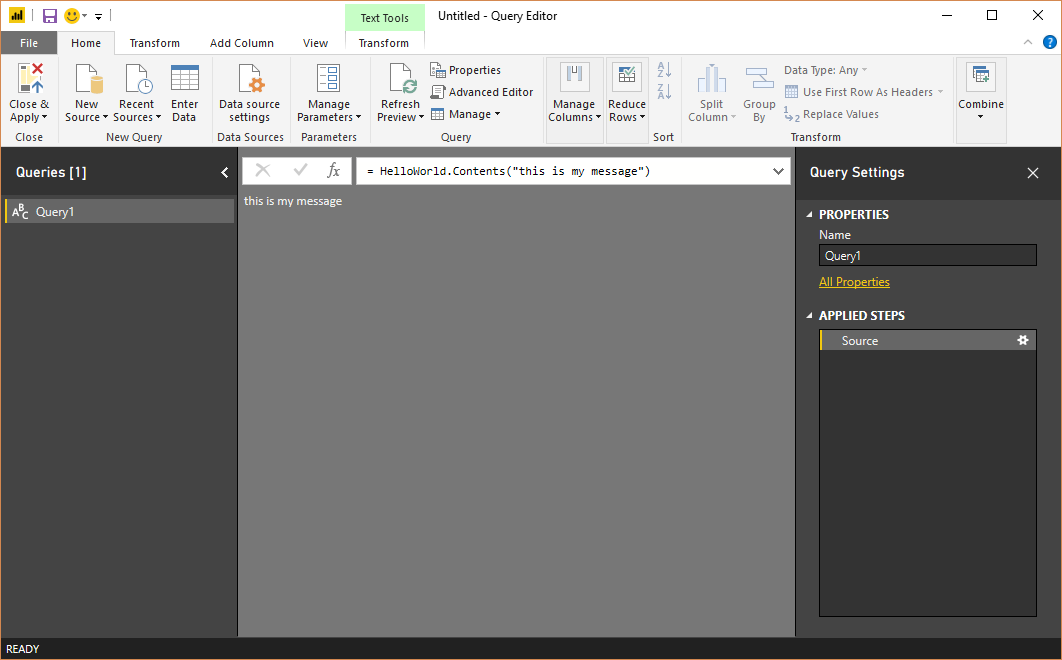 Text Tools
Untitled - Query Editor
File
Home
Transform
Add Column
View
Transform
Close &
Apply
Close
New
Source
Recent
Sources
Enter
Data
New Query
Data source
settings
Data Sources
Manage
Parameters
Parameters
Refresh
Preview
Properties
Advanced Editor
Manage
Query
Manage
Columns
Reduce
Rows
A
Z
Z
A
Sort
Split
Column
Group
By
Data Type: Any
Use First Row As Headers
1
2
Replace Values
Transform
Combine
Queries [1]
ABC
Query1
fx
= HelloWorld.Contents("this is my message")
this is my message
Query Settings
PROPERTIES
Name
Query1
All Properties
APPLIED STEPS
Source
READY